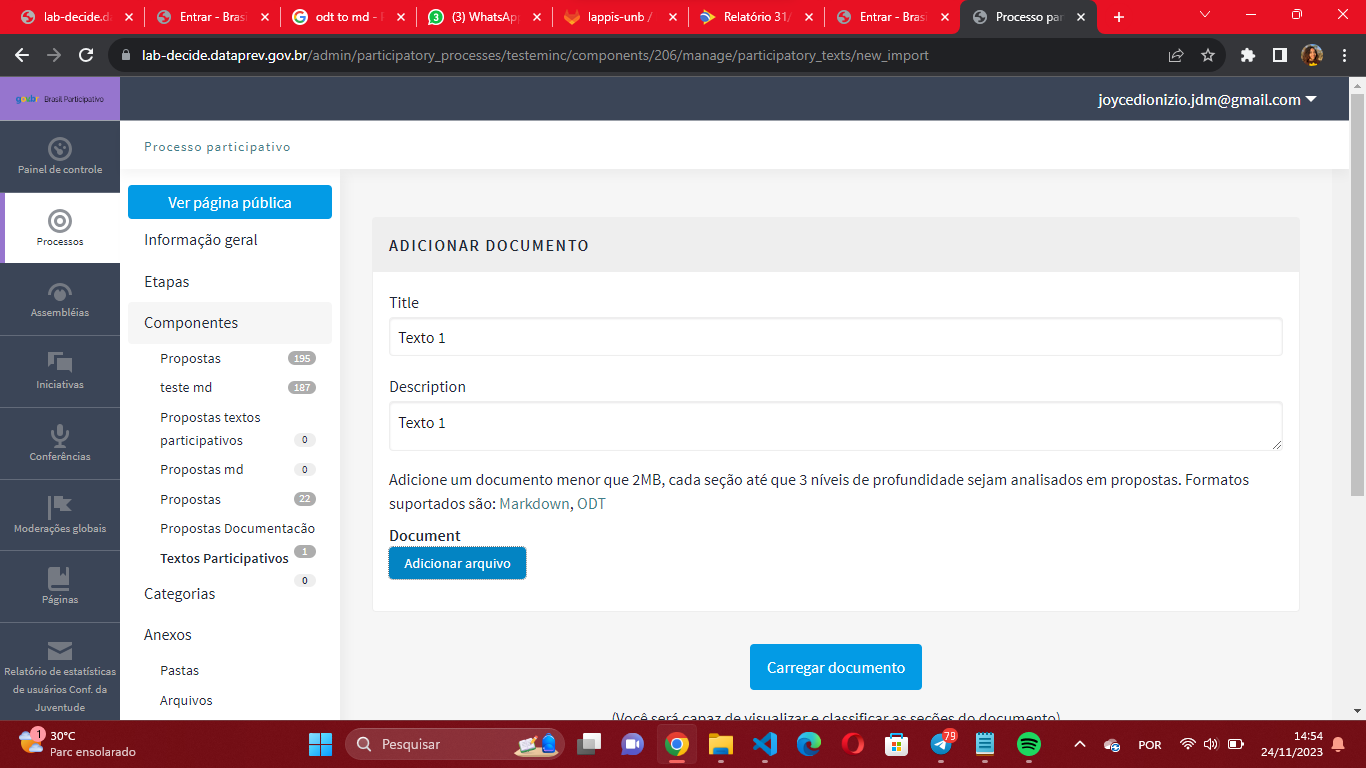 lab-decide.da
Entrar - Brasi
odt to md -
(3) WhatsApp
lappis-unb /
Relatório 31/
Entrar - Brasi
Processo par
lab-decide.dataprev.gov.br/admin/participatory_processes/testeminc/components/206/manage/participatory_texts/new_import
gov.br Brasil Participativo
joycedionizio.jdm@gmail.com
Processo participativo
Painel de controle
Processos
Assembléias
Iniciativas
Conferências
Moderações globais
Páginas
Relatório de estatísticas
de usuários Conf. da
Juventude
Ver página pública
Informação geral
Etapas
Componentes
Propostas 195
teste md 187
Propostas textos
participativos 0
Propostas md 0
Propostas 22
Propostas Documentacão
1
Textos Participativos
0
Categorias
Anexos
Pastas
Arquivos
ADICIONAR DOCUMENTO
Title
Texto 1
Description
Texto 1
Adicione um documento menor que 2MB, cada seção até que 3 níveis de profundidade sejam analisados em propostas. Formatos
suportados são: Markdown, ODT
Document
Adicionar arquivo
Carregar documento
(Você será capaz de visualizar e classificar as seções do documento)
1
30°C
Parc ensolarado
Pesquisar
79
POR
14:54
24/11/2023